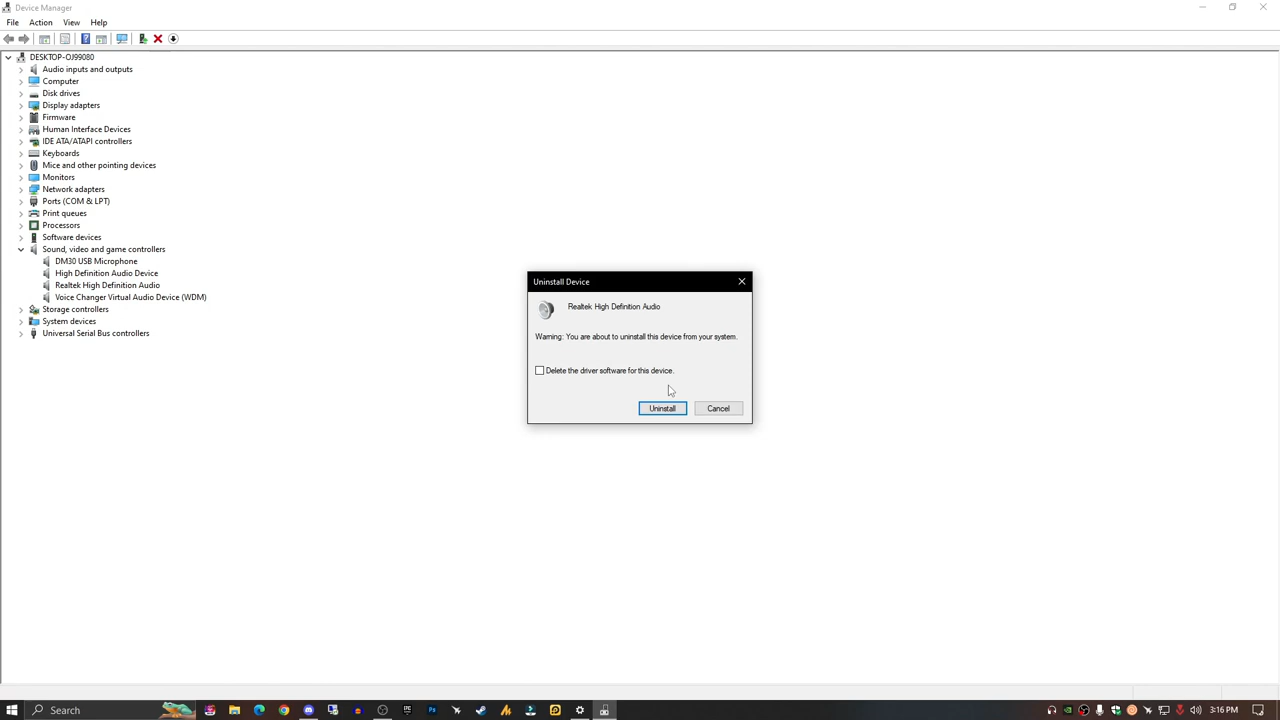 Device Manager
File Action View Help
DESKTOP-OJ99080
Audio inputs and outputs
Computer
Disk drives
Display adapters
Firmware
Human Interface Devices
IDE ATA/ATAPI controllers
Keyboards
Mice and other pointing devices
Monitors
Network adapters
Ports (COM & LPT)
Print queues
Processors
Software devices
Sound, video and game controllers
DM30 USB Microphone
High Definition Audio Device
Realtek High Definition Audio
Voice Changer Virtual Audio Device (WDM)
Storage controllers
System devices
Universal Serial Bus controllers
Uninstall Device
Realtek High Definition Audio
Warning: You are about to uninstall this device from your system.
Delete the driver software for this device.
Uninstall Cancel
Search
3:16 PM